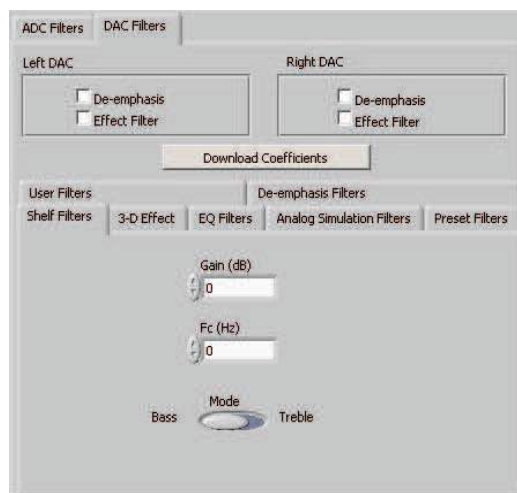 ADC Filters DAC Filters
Left DAC Right DAC
De-emphasis De-emphasis
Effect Filter Effect Filter
Download Coefficients
User Filters De-emphasis Filters
Shelf Filters 3-D Effect EQ Filters Analog Simulation Filters Preset Filters
Gain (dB)
0
Fc (Hz)
0
Mode
Bass Treble